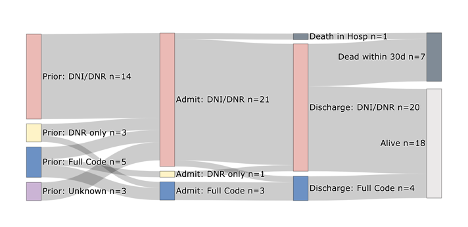 Death in Hosp n=1
Dead within 30d n=7
Prior: DNI/DNR n=14
Admit: DNI/DNR n=21
Discharge: DNI/DNR n=20
Prior: DNR only n=3
Alive n=18
Prior: Full Code n=5
Admit: DNR only n=1
Prior: Unknown n=3
Admit: Full Code n=3
Discharge: Full Code n=4